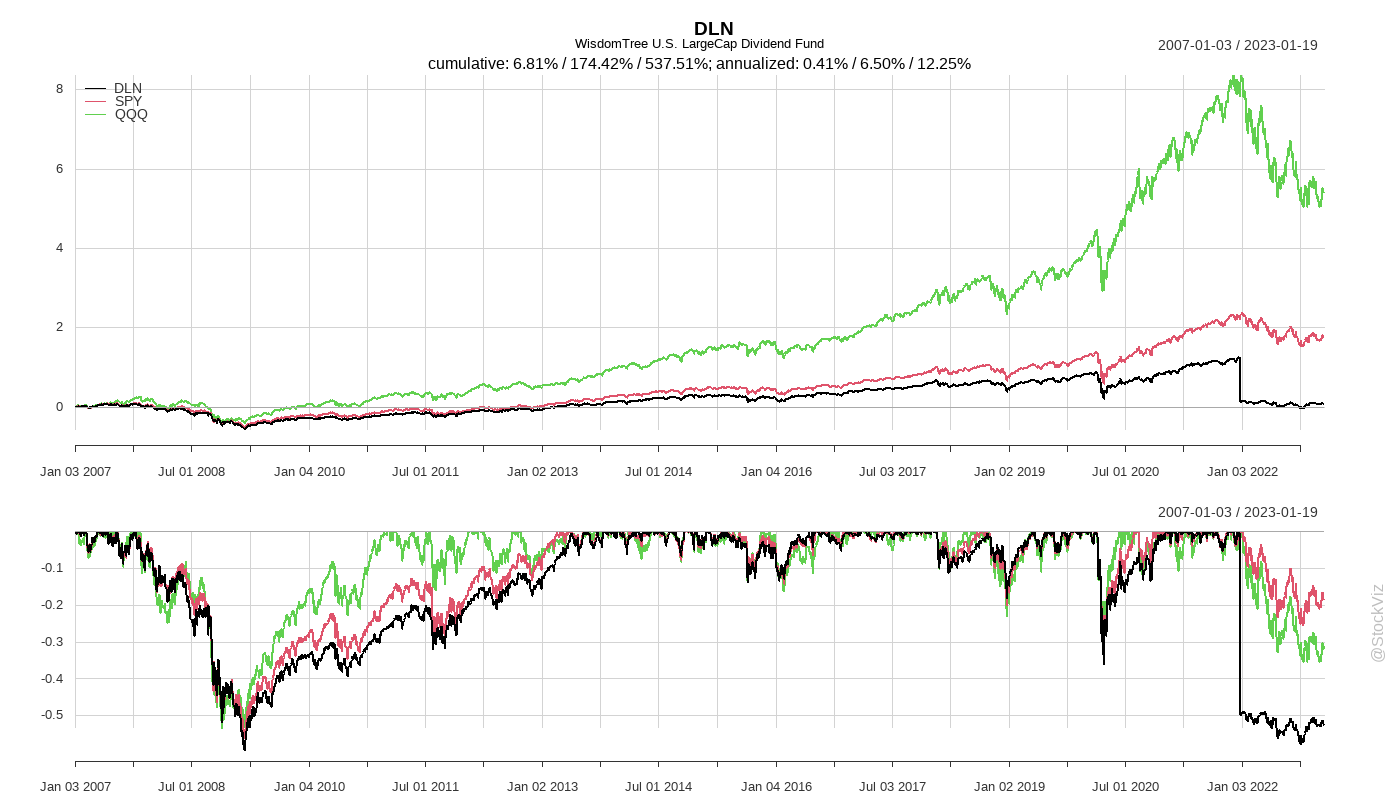 DLN
WisdomTree U.S. LargeCap Dividend Fund
2007-01-03 / 2023-01-19
cumulative: 6.81% / 174.42% / 537.51%; annualized: 0.41% / 6.50% / 12.25%
DLN
SPY
QQQ
8
6
4
2
0
Jan 03 2007 Jul 01 2008 Jan 04 2010 Jul 01 2011 Jan 02 2013 Jul 01 2014 Jan 04 2016 Jul 03 2017 Jan 02 2019 Jul 01 2020 Jan 03 2022
2007-01-03 / 2023-01-19
-0.1
-0.2
-0.3
-0.4
-0.5
Jan 03 2007 Jul 01 2008 Jan 04 2010 Jul 01 2011 Jan 02 2013 Jul 01 2014 Jan 04 2016 Jul 03 2017 Jan 02 2019 Jul 01 2020 Jan 03 2022
@StockViz